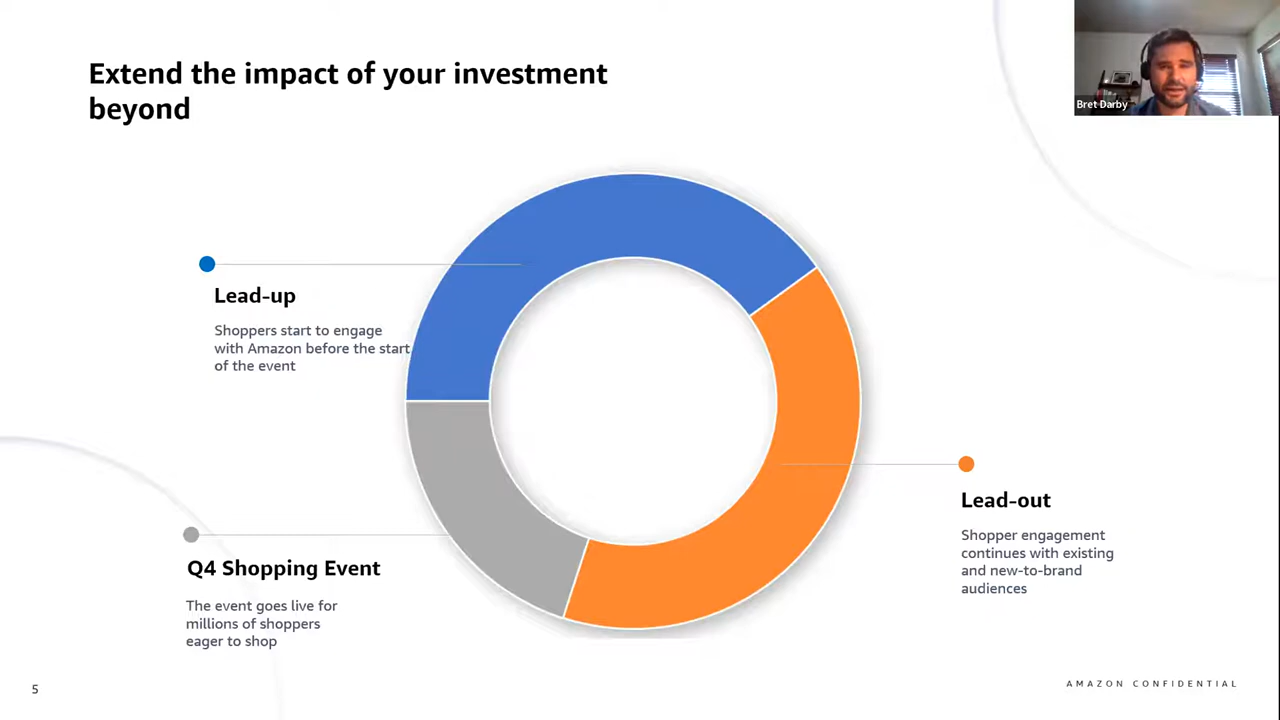 Extend the impact of your investment
beyond
Bret Darby
Lead-up
Shoppers start to engage
with Amazon before the start
of the event
Lead-out
Shopper engagement
continues with existing
and new-to-brand
audiences
Q4 Shopping Event
The event goes live for
millions of shoppers
eager to shop
5
AMAZON CONFIDENTIAL